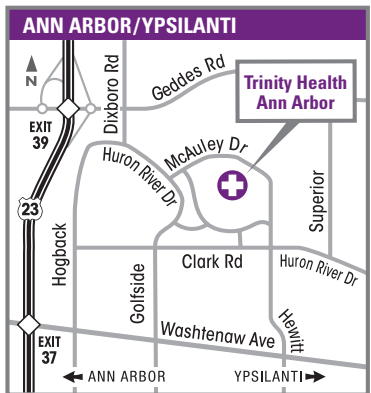 ANN ARBOR/YPSILANTI
N
Dixboro Rd
Geddes Rd
Trinity Health
Ann Arbor
EXIT
39
McAuley Dr
Huron River Dr
23
Superior
Hogback
Clark Rd
Huron River Dr
Golfside
Hewitt
Washtenaw Ave
EXIT
37
ANN ARBOR
YPSILANTI